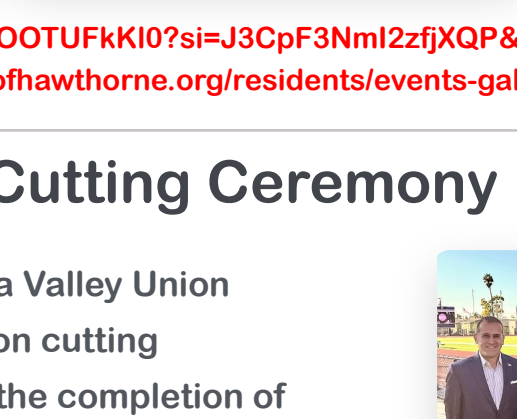 OOTUFkKI0?si=J3CpF3NmI2zfjXQP&
ofhawthorne.org/residents/events-gal
Cutting Ceremony
a Valley Union
on cutting
the completion of